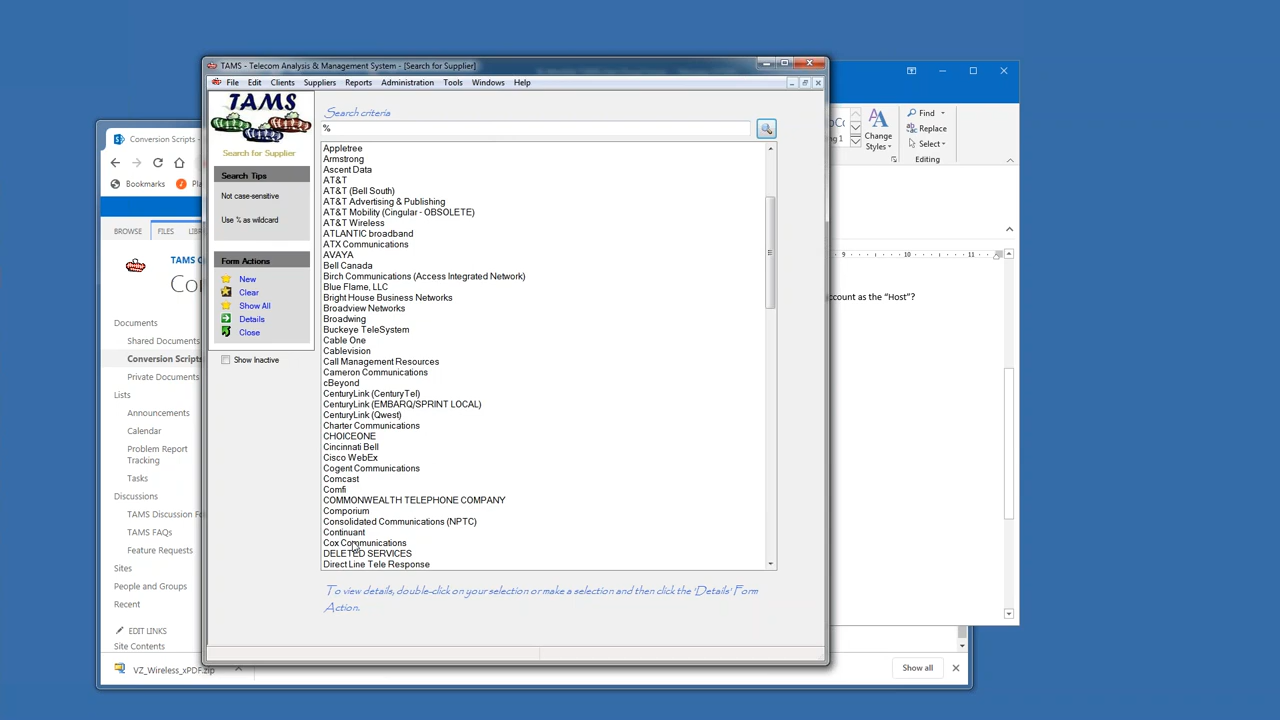 TAMS - Telecom Analysis & Management System - [Search for Supplier]
File Edit Clients Suppliers Reports Administration Tools Windows Help
TAMS
Search for Supplier
Search Tips
Not case-sensitive
Use % as wildcard
Form Actions
New
Clear
Show All
Details
Close
Show Inactive
Search criteria
%
Appletree
Armstrong
Ascent Data
AT&T
AT&T (Bell South)
AT&T Advertising & Publishing
AT&T Mobility (Cingular - OBSOLETE)
AT&T Wireless
ATLANTIC broadband
ATX Communications
AVAYA
Bell Canada
Birch Communications (Access Integrated Network)
Blue Flame, LLC
Bright House Business Networks
Broadview Networks
Broadwing
Buckeye TeleSystem
Cable One
Cablevision
Call Management Resources
Cameron Communications
cBeyond
CenturyLink (CenturyTel)
CenturyLink (EMBARQ/SPRINT LOCAL)
CenturyLink (Qwest)
Charter Communications
CHOICEONE
Cincinnati Bell
Cisco WebEx
Cogent Communications
Comcast
Comfi
COMMONWEALTH TELEPHONE COMPANY
Comporium
Consolidated Communications (NPTC)
Continuant
Cox Communications
DELETED SERVICES
Direct Line Tele Response
To view details, double-click on your selection or make a selection and then click the 'Details' Form
Action.
Conversion Scripts -
Bookmarks
BROWSE FILES
Documents
Shared Documents
Conversion Scripts
Private Documents
Lists
Announcements
Calendar
Problem Report
Tracking
Tasks
Discussions
TAMS Discussion
TAMS FAQs
Feature Requests
Sites
People and Groups
Recent
EDIT LINKS
Site Contents
VZ_Wireless_xPDF.zip
Show all
Change
Styles
Find
Replace
Select
Editing
9 10 11
ccount as the “Host”?